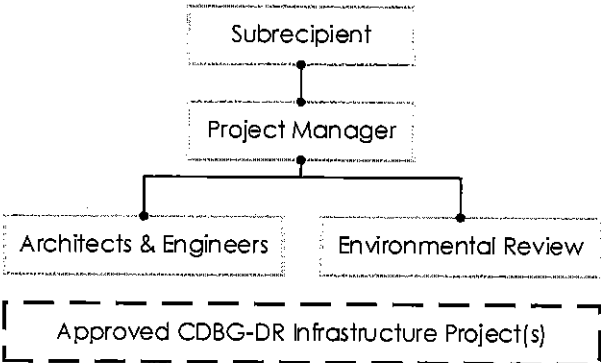 Subrecipient
Project Manager
Architects & Engineers
Environmental Review
Approved CDBG-DR Infrastructure Project(s)